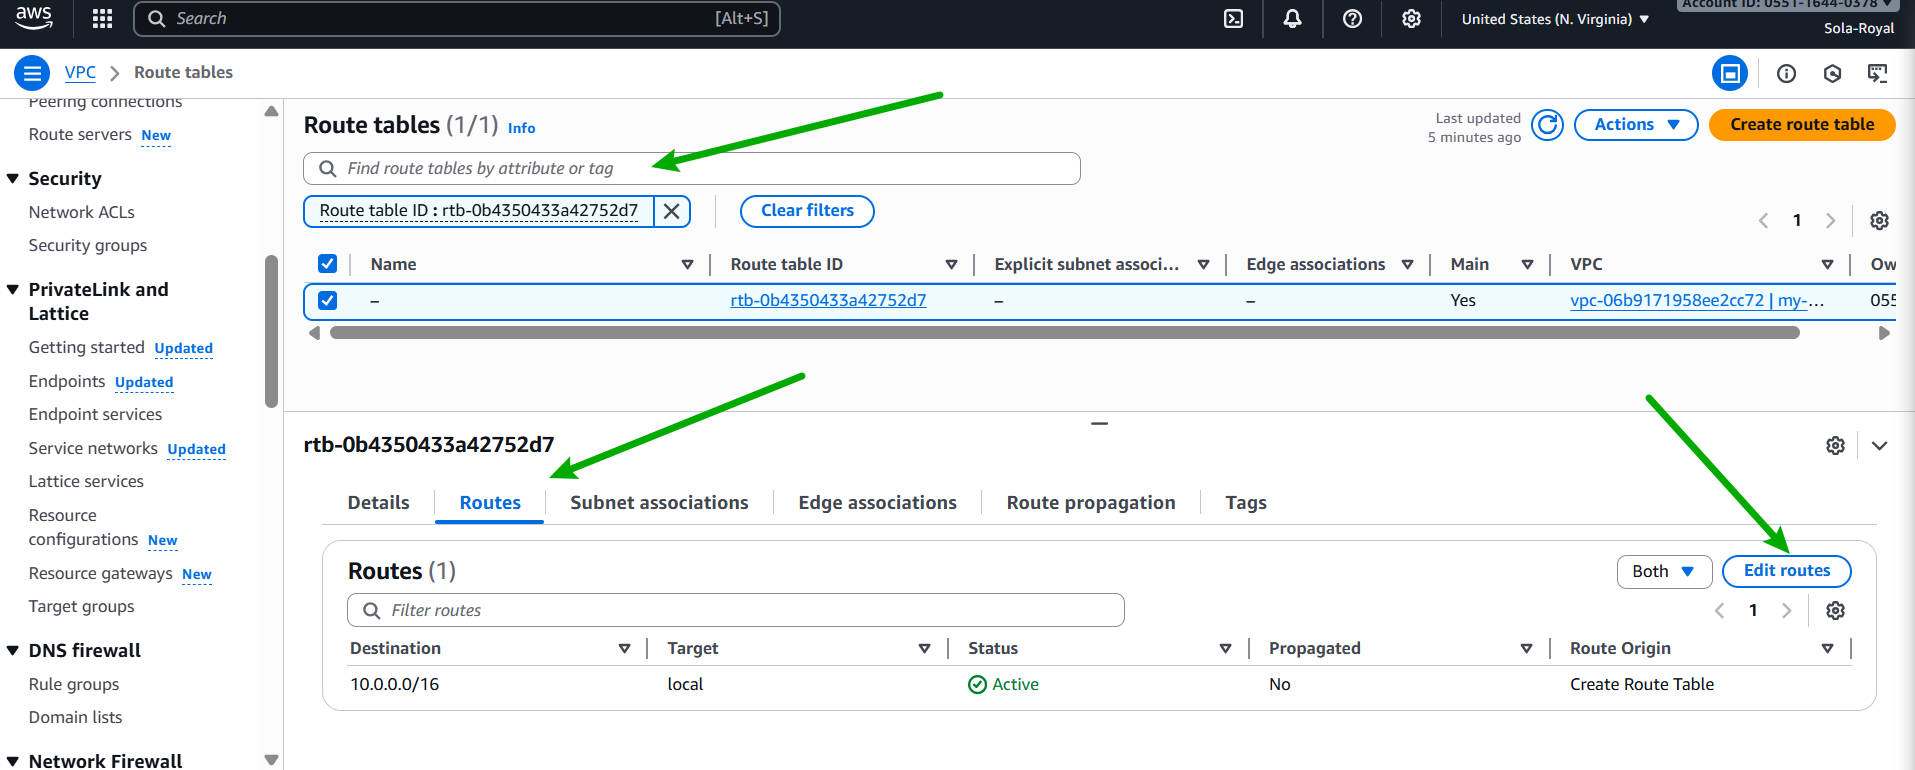 aws
Search [Alt+S]
United States (N. Virginia)
Account ID: 0551-1644-0378
Sola-Royal
VPC
Route tables
Peering connections
Route servers New
Security
Network ACLs
Security groups
PrivateLink and
Lattice
Getting started Updated
Endpoints Updated
Endpoint services
Service networks Updated
Lattice services
Resource
configurations New
Resource gateways New
Target groups
DNS firewall
Rule groups
Domain lists
Network Firewall
Route tables (1/1) Info
Last updated
5 minutes ago
Actions
Create route table
Find route tables by attribute or tag
Route table ID : rtb-0b4350433a42752d7
Clear filters
1
Name Route table ID Explicit subnet associ... Edge associations Main VPC Ow
– rtb-0b4350433a42752d7 – – Yes vpc-06b9171958ee2cc72 | my-... 055
rtb-0b4350433a42752d7
Details Routes Subnet associations Edge associations Route propagation Tags
Routes (1)
Both
Edit routes
Filter routes
1
Destination Target Status Propagated Route Origin
10.0.0.0/16 local Active No Create Route Table